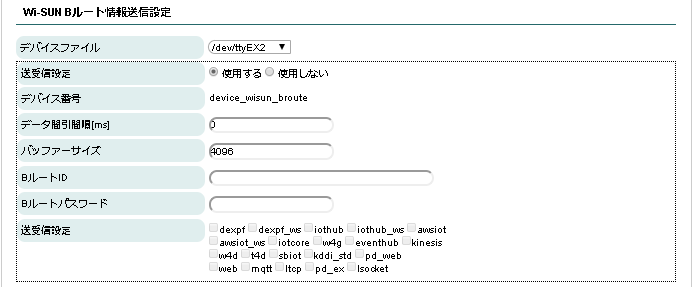 Wi-SUN Bルート情報送信設定
デバイスファイル /dev/ttyEX2
送受信設定 使用する 使用しない
デバイス番号 device_wisun_broute
データ間引間隔[ms] 0
バッファーサイズ 4096
BルートID
Bルートパスワード
送受信設定 dexpf dexpf_ws iothub iothub_ws awsiot
awsiot_ws iotcore w4g eventhub kinesis
w4d t4d sbiot kddi_std pd_web
web mqtt ltcp pd_ex lsocket